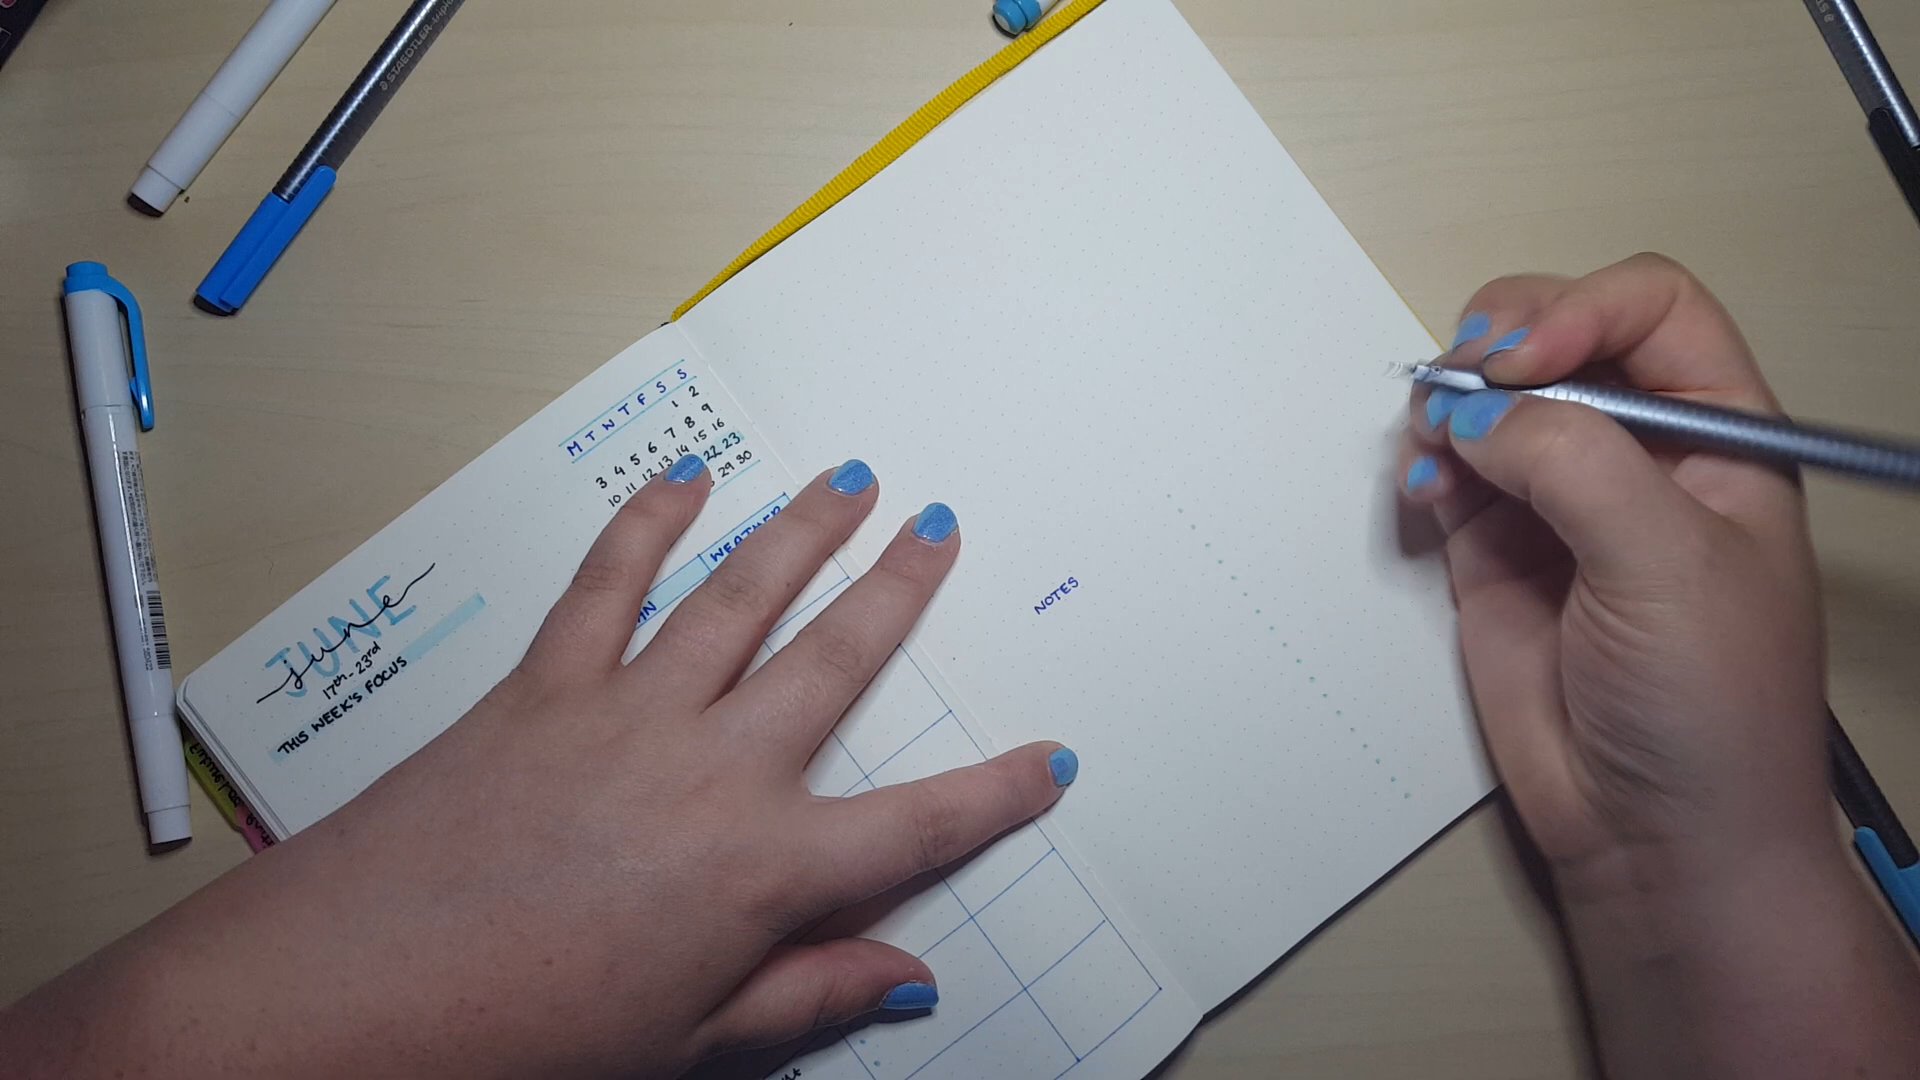 STAEDTLER
M T W T F S S
1 2
3 4 5 6 7 8 9
10 11 12 13 14 15 16
22 23
29 30
JUNE
june
17th - 23rd
THIS WEEK'S FOCUS
WEATHER
NOTES